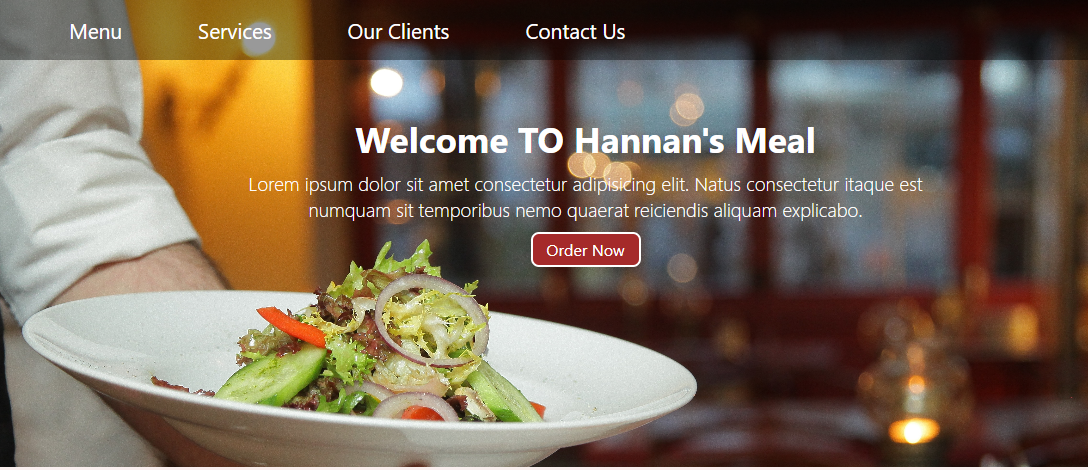 Menu Services Our Clients Contact Us
Welcome TO Hannan's Meal
Lorem ipsum dolor sit amet consectetur adipisicing elit. Natus consectetur itaque est
numquam sit temporibus nemo quaerat reiciendis aliquam explicabo.
Order Now